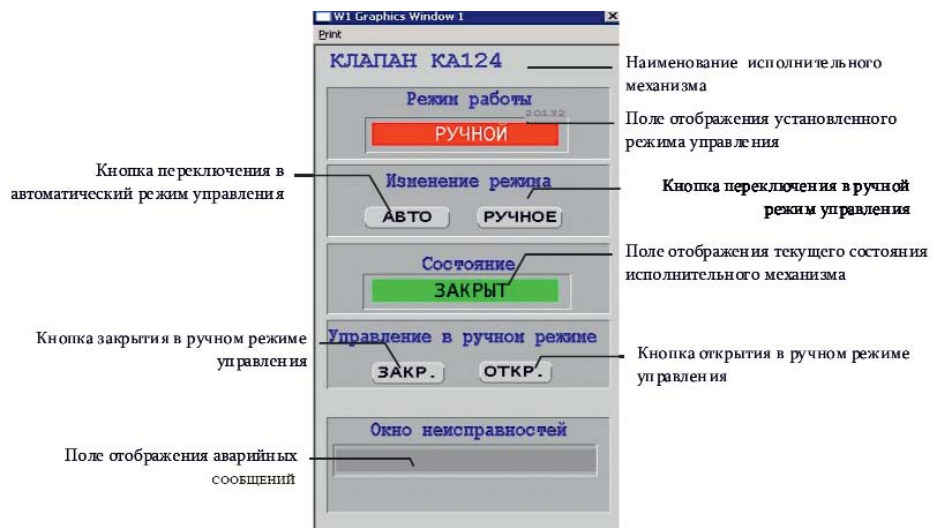 W1 Graphics Window 1
Print
КЛАПАН КА124
Наименование исполнительного
механизма
Режим работы
20132
РУЧНОЙ
Поле отображения установленного
режима управления
Кнопка переключения в
автоматический режим управления
Изменение режима
АВТО
РУЧНОЕ
Кнопка переключения в ручной
режим управления
Состояние
ЗАКРЫТ
Поле отображения текущего состояния
исполнительного механизма
Кнопка закрытия в ручном режиме
управления
Управление в ручном режиме
ЗАКР.
ОТКР.
Кнопка открытия в ручном режиме
управления
Окно неисправностей
Поле отображения аварийных
сообщений